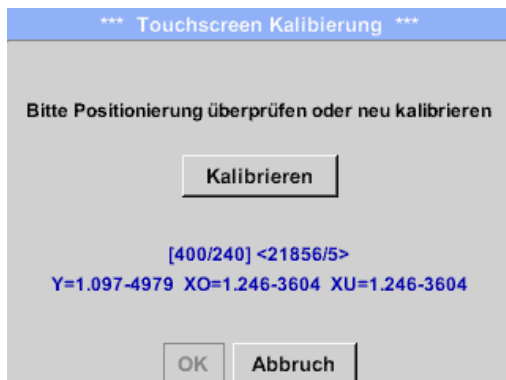 *** Touchscreen Kalibierung ***
Bitte Positionierung überprüfen oder neu kalibrieren
Kalibrieren
[400/240] <21856/5>
Y=1.097-4979 XO=1.246-3604 XU=1.246-3604
OK Abbruch